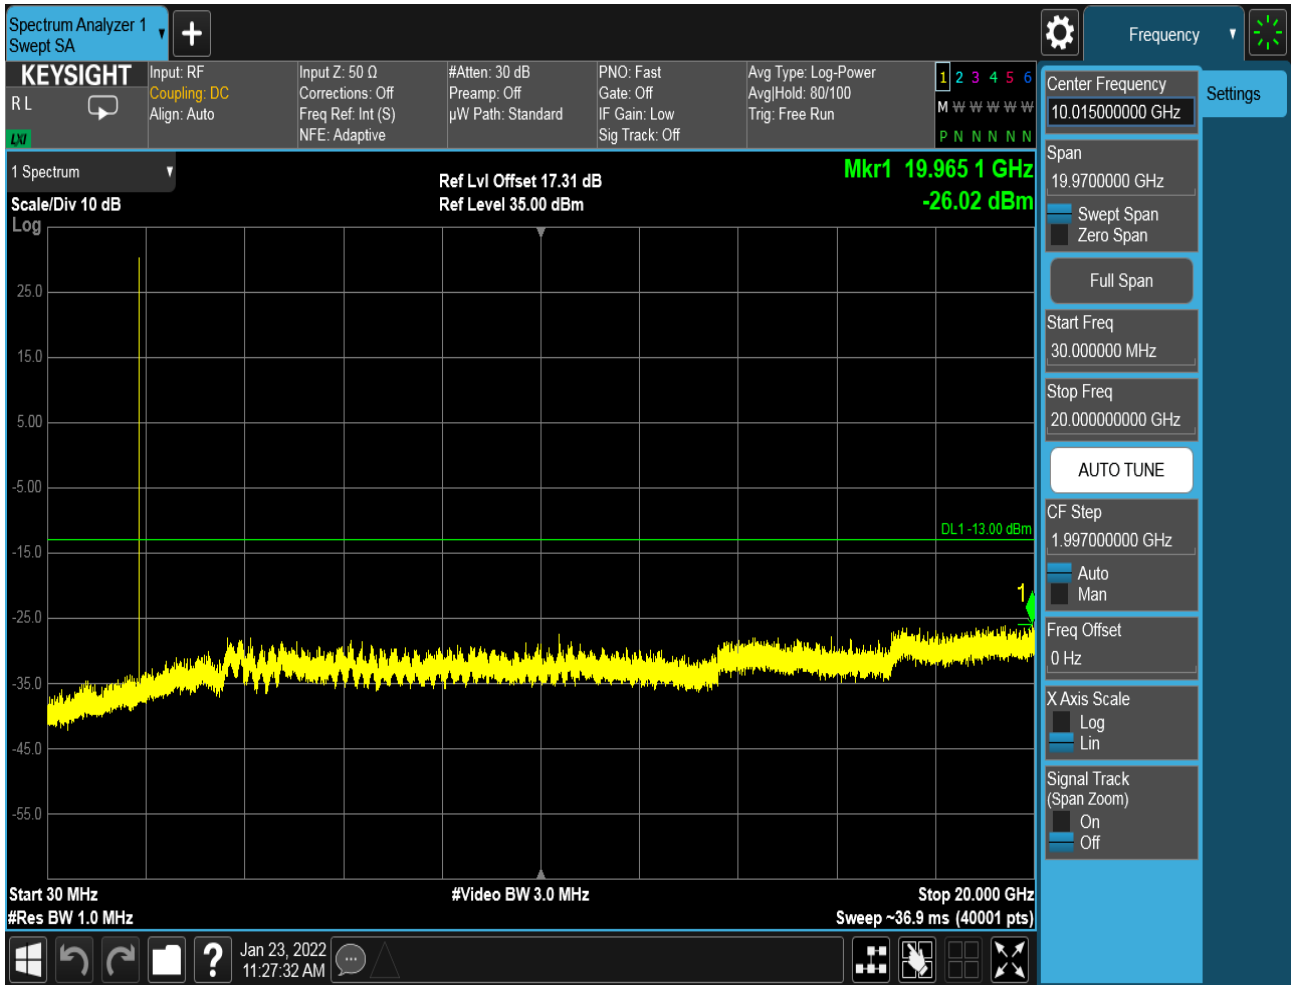 Spectrum Analyzer 1
Swept SA
Frequency
KEYSIGHT
R L
LXI
Input: RF
Coupling: DC
Align: Auto
Input Z: 50 Ω
Corrections: Off
Freq Ref: Int (S)
NFE: Adaptive
#Atten: 30 dB
Preamp: Off
µW Path: Standard
PNO: Fast
Gate: Off
IF Gain: Low
Sig Track: Off
Avg Type: Log-Power
Avg|Hold: 80/100
Trig: Free Run
1 2 3 4 5 6
M W W W W W
P N N N N N
Center Frequency
10.015000000 GHz
Settings
1 Spectrum
Scale/Div 10 dB
Log
Ref Lvl Offset 17.31 dB
Ref Level 35.00 dBm
Mkr1 19.965 1 GHz
-26.02 dBm
25.0
15.0
5.00
-5.00
-15.0
-25.0
-35.0
-45.0
-55.0
DL1 -13.00 dBm
1
Start 30 MHz
#Res BW 1.0 MHz
#Video BW 3.0 MHz
Stop 20.000 GHz
Sweep ~36.9 ms (40001 pts)
Span
19.9700000 GHz
Swept Span
Zero Span
Full Span
Start Freq
30.000000 MHz
Stop Freq
20.000000000 GHz
AUTO TUNE
CF Step
1.997000000 GHz
Auto
Man
Freq Offset
0 Hz
X Axis Scale
Log
Lin
Signal Track
(Span Zoom)
On
Off
?
Jan 23, 2022
11:27:32 AM